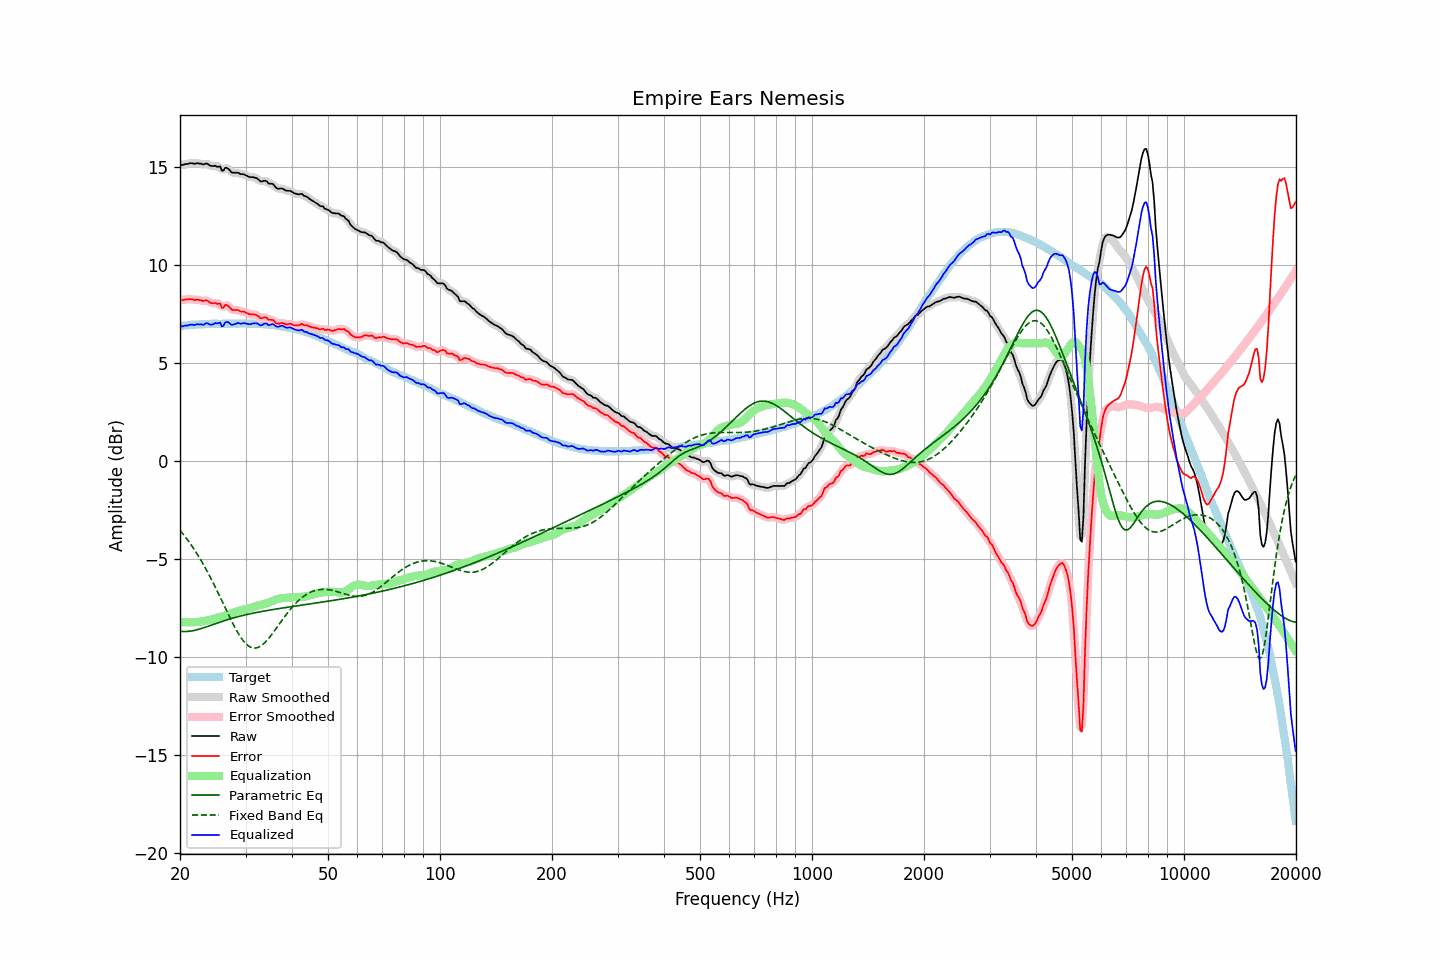 Empire Ears Nemesis
Amplitude (dBr)
15
10
5
0
−5
−10
−15
−20
Target
Raw Smoothed
Error Smoothed
Raw
Error
Equalization
Parametric Eq
Fixed Band Eq
Equalized
20 50 100 200 500 1000 2000 5000 10000 20000
Frequency (Hz)